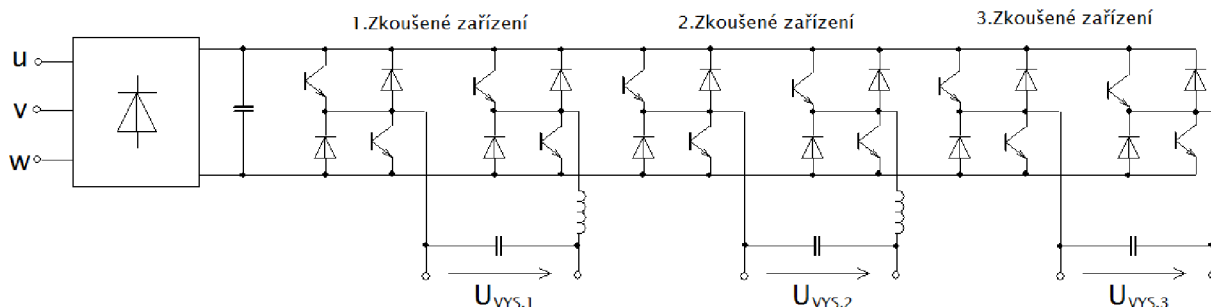 1.Zkoušené zařízení
2.Zkoušené zařízení
3.Zkoušené zařízení
u
v
w
U_VYS.1
U_VYS.2
U_VYS.3